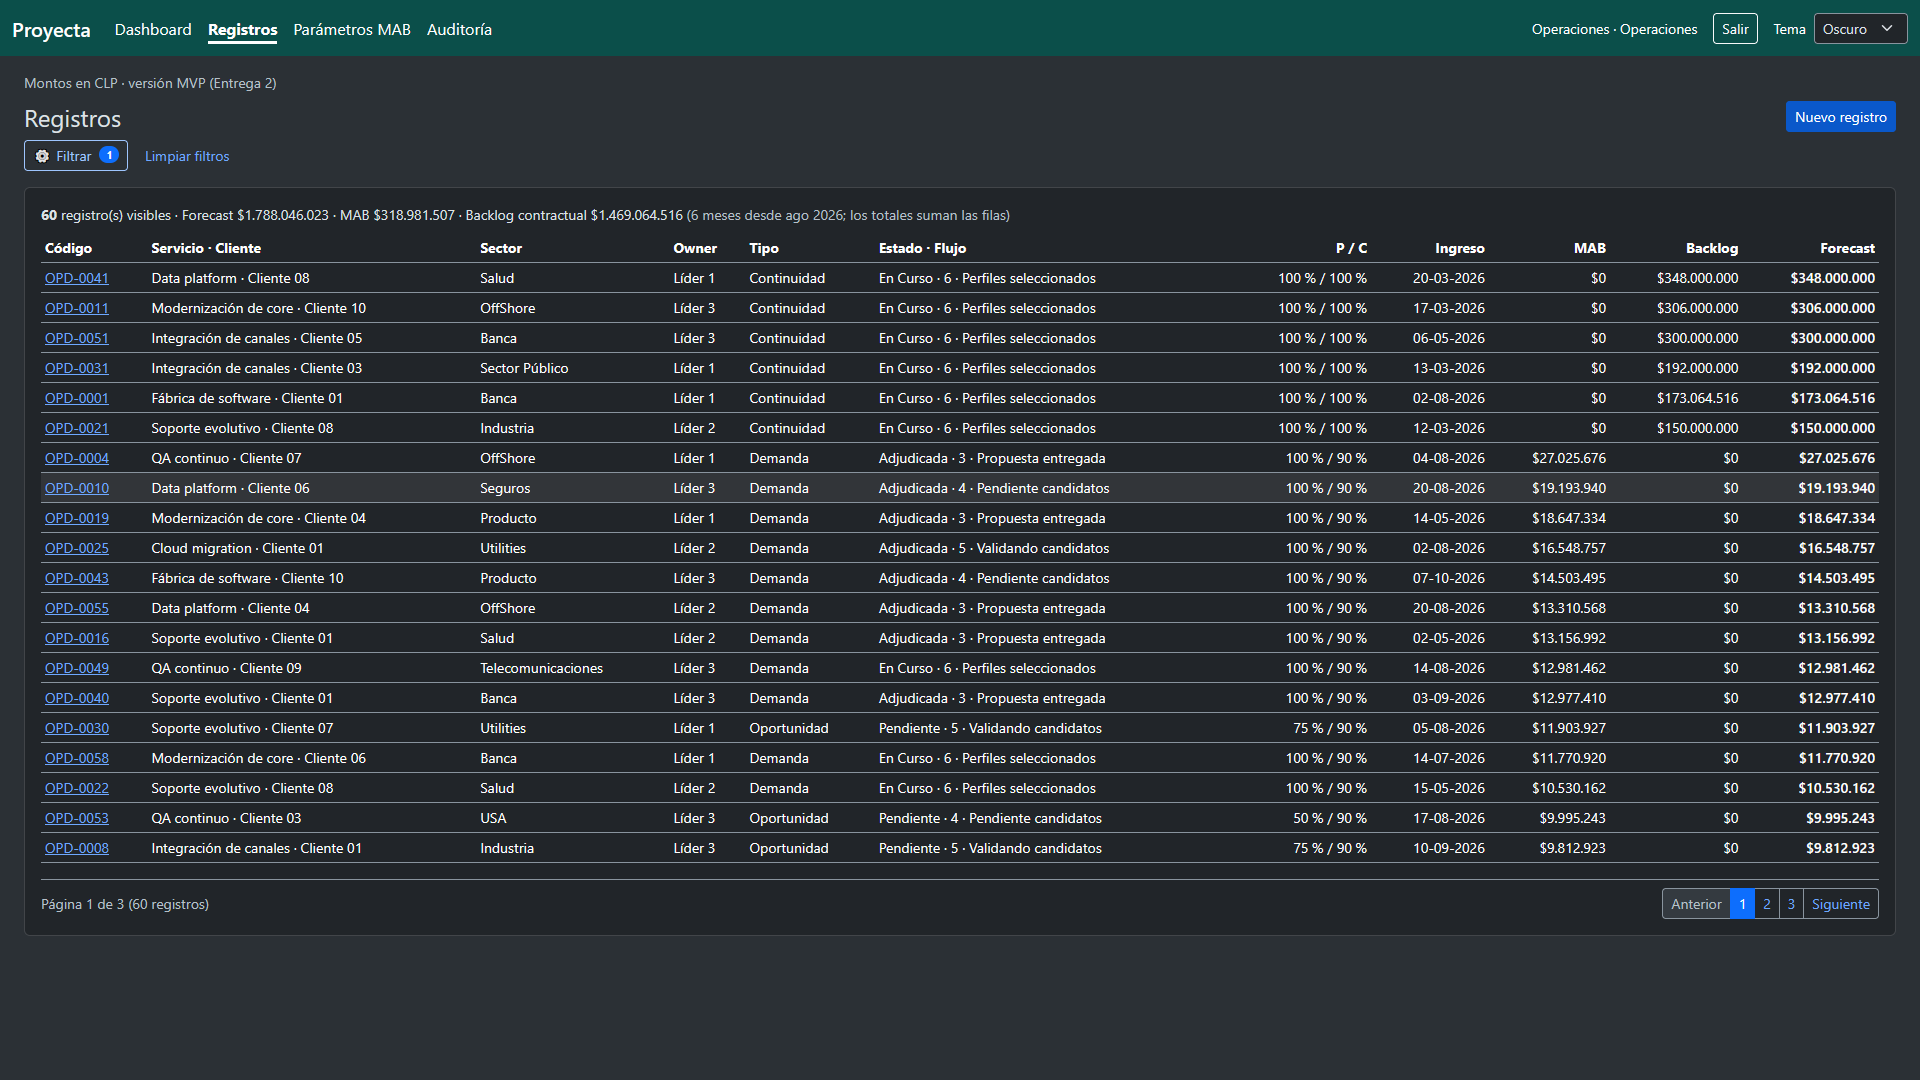 Proyecta Dashboard Registros Parámetros MAB Auditoría Operaciones · Operaciones Salir Tema Oscuro
Montos en CLP · versión MVP (Entrega 2)
Registros Nuevo registro
Filtrar 1 Limpiar filtros
60 registro(s) visibles · Forecast $1.788.046.023 · MAB $318.981.507 · Backlog contractual $1.469.064.516 (6 meses desde ago 2026; los totales suman las filas)
Código Servicio · Cliente Sector Owner Tipo Estado · Flujo P / C Ingreso MAB Backlog Forecast
OPD-0041 Data platform · Cliente 08 Salud Líder 1 Continuidad En Curso · 6 · Perfiles seleccionados 100 % / 100 % 20-03-2026 $0 $348.000.000 $348.000.000
OPD-0011 Modernización de core · Cliente 10 OffShore Líder 3 Continuidad En Curso · 6 · Perfiles seleccionados 100 % / 100 % 17-03-2026 $0 $306.000.000 $306.000.000
OPD-0051 Integración de canales · Cliente 05 Banca Líder 3 Continuidad En Curso · 6 · Perfiles seleccionados 100 % / 100 % 06-05-2026 $0 $300.000.000 $300.000.000
OPD-0031 Integración de canales · Cliente 03 Sector Público Líder 1 Continuidad En Curso · 6 · Perfiles seleccionados 100 % / 100 % 13-03-2026 $0 $192.000.000 $192.000.000
OPD-0001 Fábrica de software · Cliente 01 Banca Líder 1 Continuidad En Curso · 6 · Perfiles seleccionados 100 % / 100 % 02-08-2026 $0 $173.064.516 $173.064.516
OPD-0021 Soporte evolutivo · Cliente 08 Industria Líder 2 Continuidad En Curso · 6 · Perfiles seleccionados 100 % / 100 % 12-03-2026 $0 $150.000.000 $150.000.000
OPD-0004 QA continuo · Cliente 07 OffShore Líder 1 Demanda Adjudicada · 3 · Propuesta entregada 100 % / 90 % 04-08-2026 $27.025.676 $0 $27.025.676
OPD-0010 Data platform · Cliente 06 Seguros Líder 3 Demanda Adjudicada · 4 · Pendiente candidatos 100 % / 90 % 20-08-2026 $19.193.940 $0 $19.193.940
OPD-0019 Modernización de core · Cliente 04 Producto Líder 1 Demanda Adjudicada · 3 · Propuesta entregada 100 % / 90 % 14-05-2026 $18.647.334 $0 $18.647.334
OPD-0025 Cloud migration · Cliente 01 Utilities Líder 2 Demanda Adjudicada · 5 · Validando candidatos 100 % / 90 % 02-08-2026 $16.548.757 $0 $16.548.757
OPD-0043 Fábrica de software · Cliente 10 Producto Líder 3 Demanda Adjudicada · 4 · Pendiente candidatos 100 % / 90 % 07-10-2026 $14.503.495 $0 $14.503.495
OPD-0055 Data platform · Cliente 04 OffShore Líder 2 Demanda Adjudicada · 3 · Propuesta entregada 100 % / 90 % 20-08-2026 $13.310.568 $0 $13.310.568
OPD-0016 Soporte evolutivo · Cliente 01 Salud Líder 2 Demanda Adjudicada · 3 · Propuesta entregada 100 % / 90 % 02-05-2026 $13.156.992 $0 $13.156.992
OPD-0049 QA continuo · Cliente 09 Telecomunicaciones Líder 3 Demanda En Curso · 6 · Perfiles seleccionados 100 % / 90 % 14-08-2026 $12.981.462 $0 $12.981.462
OPD-0040 Soporte evolutivo · Cliente 01 Banca Líder 3 Demanda Adjudicada · 3 · Propuesta entregada 100 % / 90 % 03-09-2026 $12.977.410 $0 $12.977.410
OPD-0030 Soporte evolutivo · Cliente 07 Utilities Líder 1 Oportunidad Pendiente · 5 · Validando candidatos 75 % / 90 % 05-08-2026 $11.903.927 $0 $11.903.927
OPD-0058 Modernización de core · Cliente 06 Banca Líder 1 Demanda En Curso · 6 · Perfiles seleccionados 100 % / 90 % 14-07-2026 $11.770.920 $0 $11.770.920
OPD-0022 Soporte evolutivo · Cliente 08 Salud Líder 2 Demanda En Curso · 6 · Perfiles seleccionados 100 % / 90 % 15-05-2026 $10.530.162 $0 $10.530.162
OPD-0053 QA continuo · Cliente 03 USA Líder 3 Oportunidad Pendiente · 4 · Pendiente candidatos 50 % / 90 % 17-08-2026 $9.995.243 $0 $9.995.243
OPD-0008 Integración de canales · Cliente 01 Industria Líder 3 Oportunidad Pendiente · 5 · Validando candidatos 75 % / 90 % 10-09-2026 $9.812.923 $0 $9.812.923
Página 1 de 3 (60 registros) Anterior 1 2 3 Siguiente